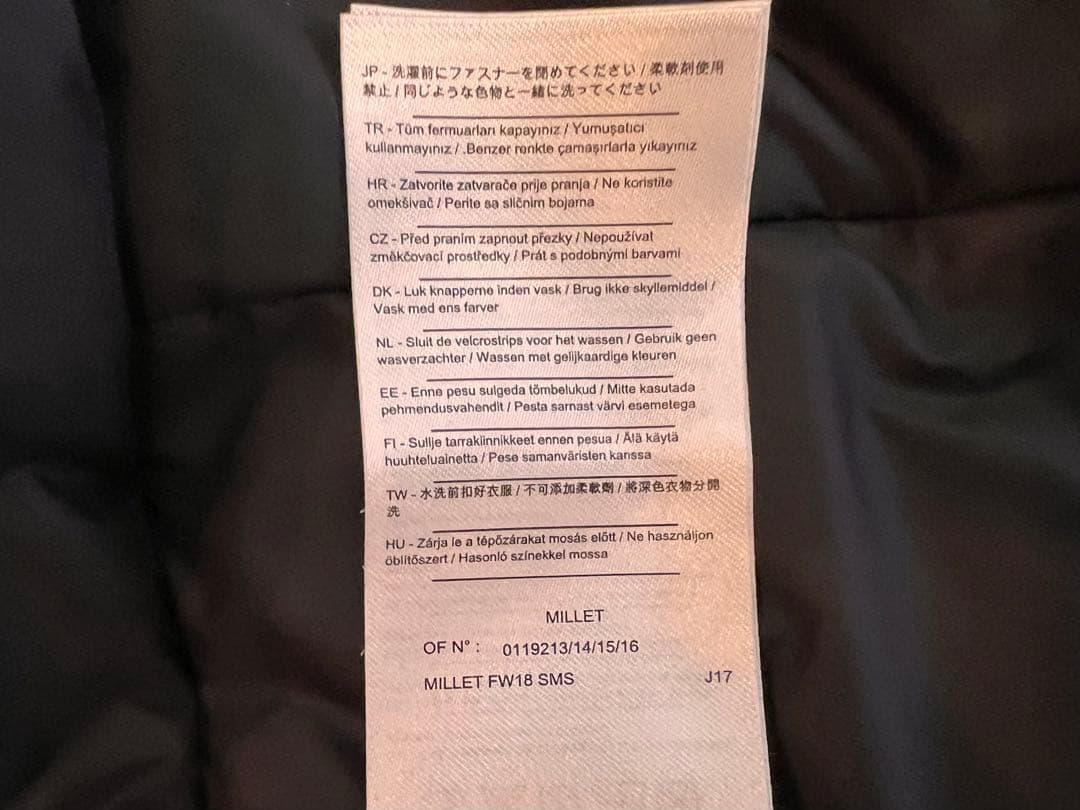 JP - 洗濯前にファスナーを閉めてください / 柔軟剤使用
禁止 / 同じような色物と一緒に洗ってください
TR - Tüm fermuarları kapayınız / Yumuşatıcı
kullanmayınız / .Benzer renkte çamaşırlarla yıkayınız
HR - Zatvorite zatvarače prije pranja / Ne koristite
omekšivač / Perite sa sličnim bojama
CZ - Před praním zapnout přezky / Nepoužívat
změkčovací prostředky / Prát s podobnými barvami
DK - Luk knapperne inden vask / Brug ikke skyllemiddel /
Vask med ens farver
NL - Sluit de velcrostrips voor het wassen / Gebruik geen
wasverzachter / Wassen met gelijkaardige kleuren
EE - Enne pesu sulgeda tõmbelukud / Mitte kasutada
pehmendusvahendit / Pesta sarnast värvi esemetega
FI - Sullje tarrakiinnikkeet ennen pesua / Älä käytä
huuhteluainetta / Pese samanväristen kanssa
TW - 水洗前扣好衣服 / 不可添加柔軟劑 / 將深色衣物分開
洗
HU - Zárja le a tépőzárakat mosás előtt / Ne használjon
öblítőszert / Hasonló színekkel mossa
MILLET
OF N° : 0119213/14/15/16
MILLET FW18 SMS J17